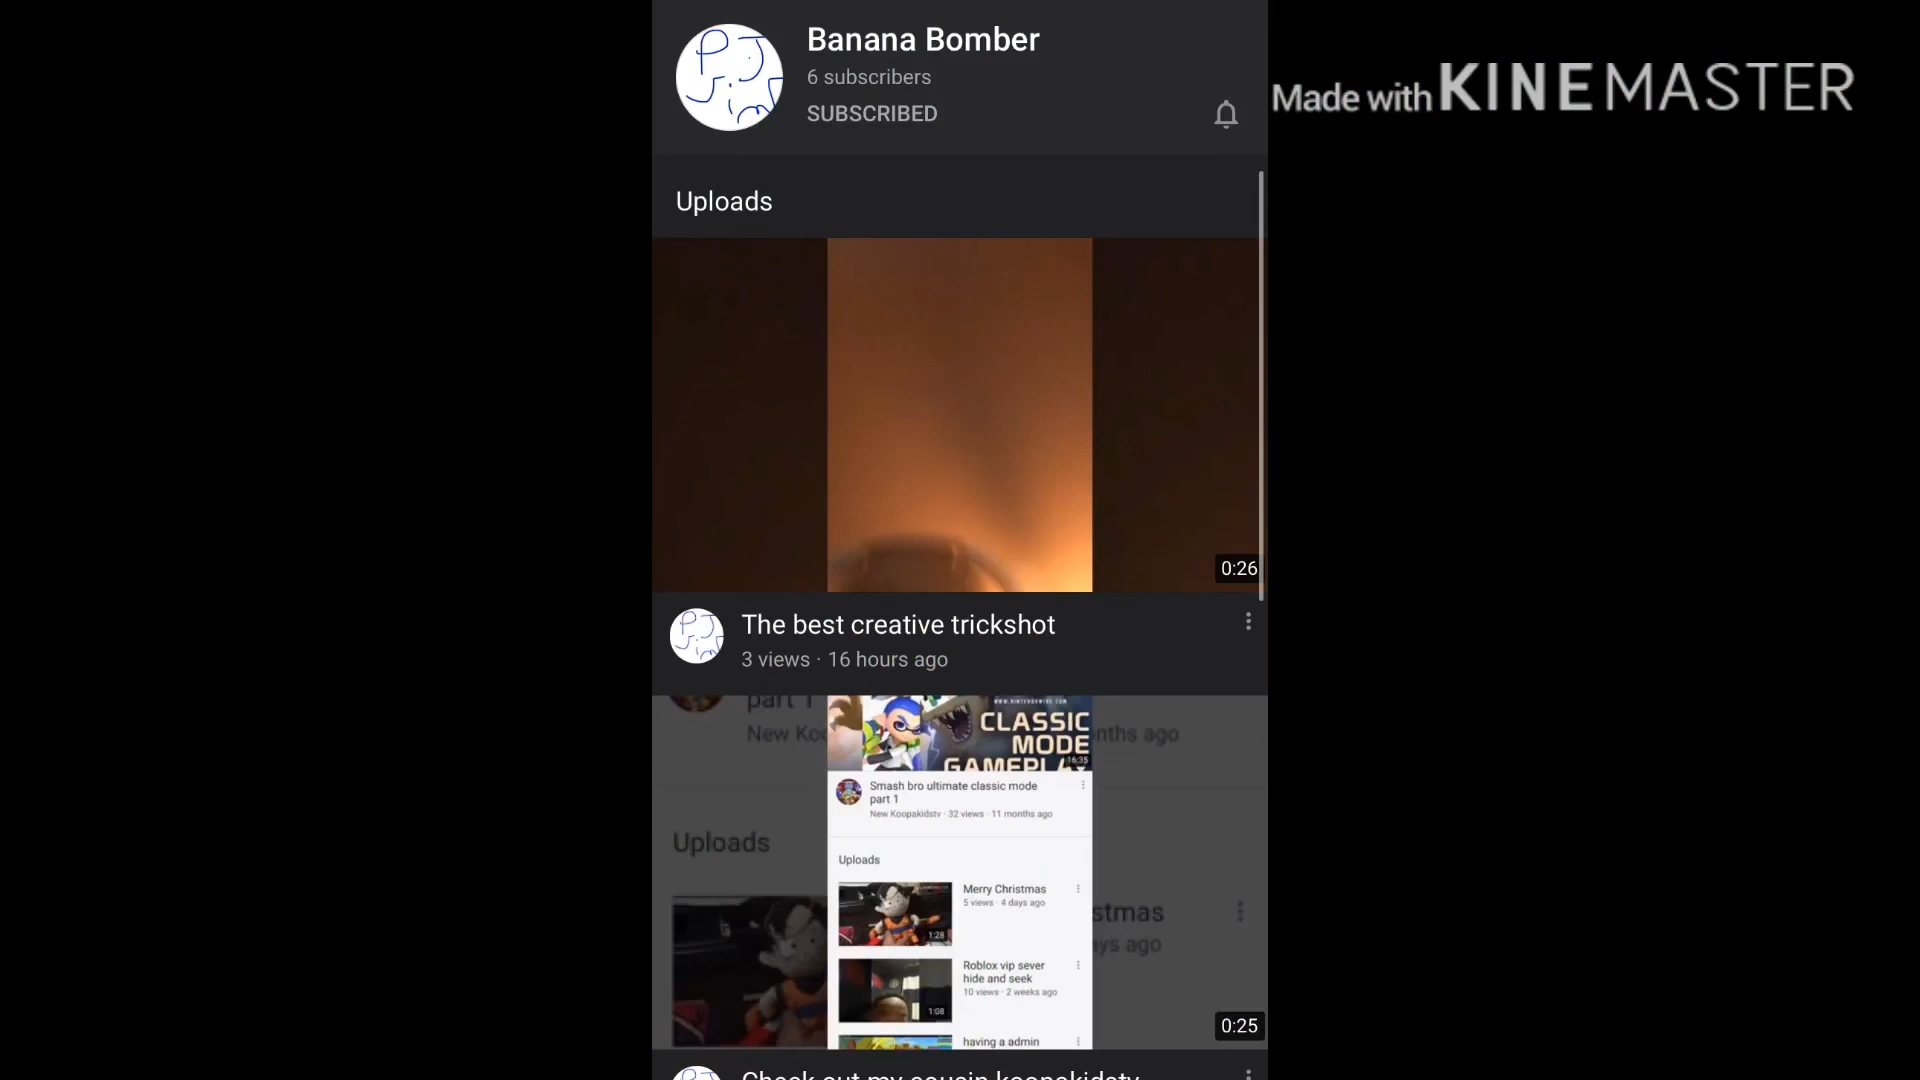 Banana Bomber
6 subscribers
SUBSCRIBED
Made with KINEMASTER
Uploads
0:26
The best creative trickshot
3 views · 16 hours ago
part 1
New Koo
nths ago
WWW.NINTENDOWIRE.COM
CLASSIC
MODE
GAMEPLAY
16:35
Smash bro ultimate classic mode
part 1
New Koopakidstv · 32 views · 11 months ago
Uploads
Uploads
Merry Christmas
5 views · 4 days ago
1:28
stmas
ays ago
Roblox vip sever
hide and seek
10 views · 2 weeks ago
1:08
having a admin
0:25
Check out my cousin koopakidstv